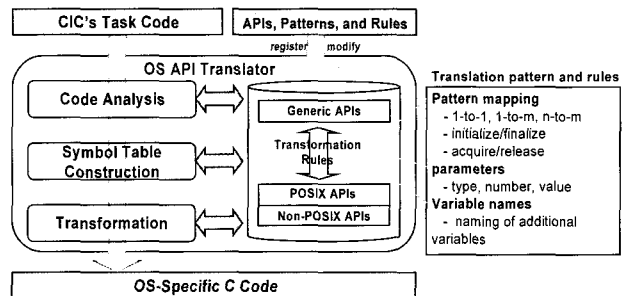 CIC's Task Code
APIs, Patterns, and Rules
register modify
OS API Translator
Code Analysis
Symbol Table
Construction
Transformation
Generic APIs
Transformation
Rules
POSIX APIs
Non-POSIX APIs
OS-Specific C Code
Translation pattern and rules
Pattern mapping
- 1-to-1, 1-to-m, n-to-m
- initialize/finalize
- acquire/release
parameters
- type, number, value
Variable names
- naming of additional
variables